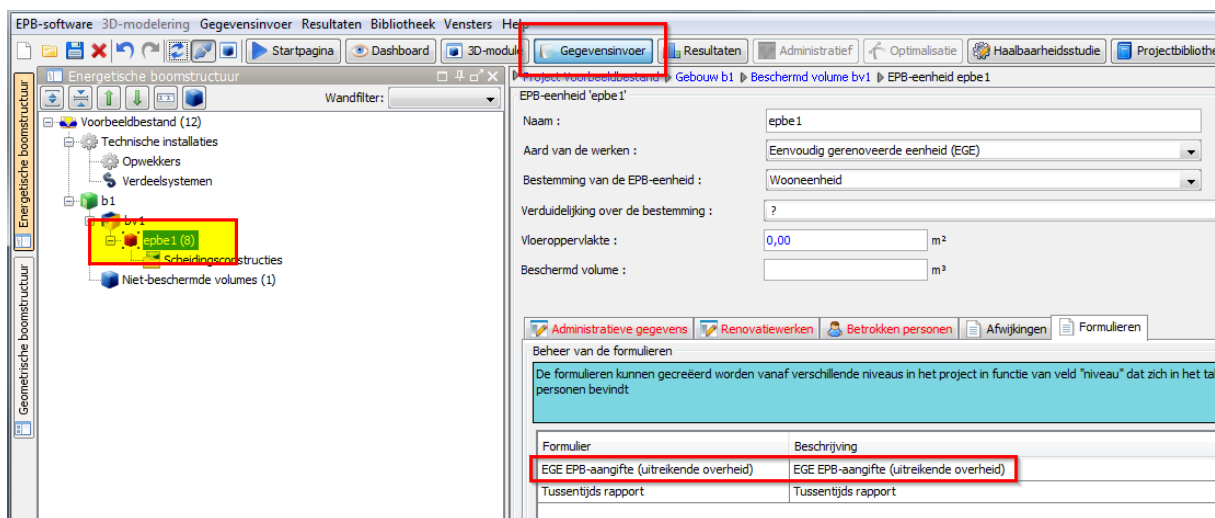 EPB-software 3D-modelering Gegevensinvoer Resultaten Bibliotheek Vensters Help
Startpagina Dashboard 3D-module Gegevensinvoer Resultaten Administratief Optimalisatie Haalbaarheidsstudie Projectbibliothe
Energetische boomstructuur
Geometrische boomstructuur
Energetische boomstructuur
Wandfilter:
Voorbeeldbestand (12)
Technische installaties
Opwekkers
Verdeelsystemen
b1
bv1
epbe1 (8)
Scheidingsconstructies
Niet-beschermde volumes (1)
Project Voorbeeldbestand Gebouw b1 Beschermd volume bv1 EPB-eenheid epbe1
EPB-eenheid 'epbe1'
Naam : epbe1
Aard van de werken : Eenvoudig gerenoveerde eenheid (EGE)
Bestemming van de EPB-eenheid : Wooneenheid
Verduidelijking over de bestemming : ?
Vloeroppervlakte : 0,00 m²
Beschermd volume : m³
Administratieve gegevens Renovatiewerken Betrokken personen Afwijkingen Formulieren
Beheer van de formulieren
De formulieren kunnen gecreëerd worden vanaf verschillende niveaus in het project in functie van veld "niveau" dat zich in het ta
personen bevindt
Formulier Beschrijving
EGE EPB-aangifte (uitreikende overheid) EGE EPB-aangifte (uitreikende overheid)
Tussentijds rapport Tussentijds rapport